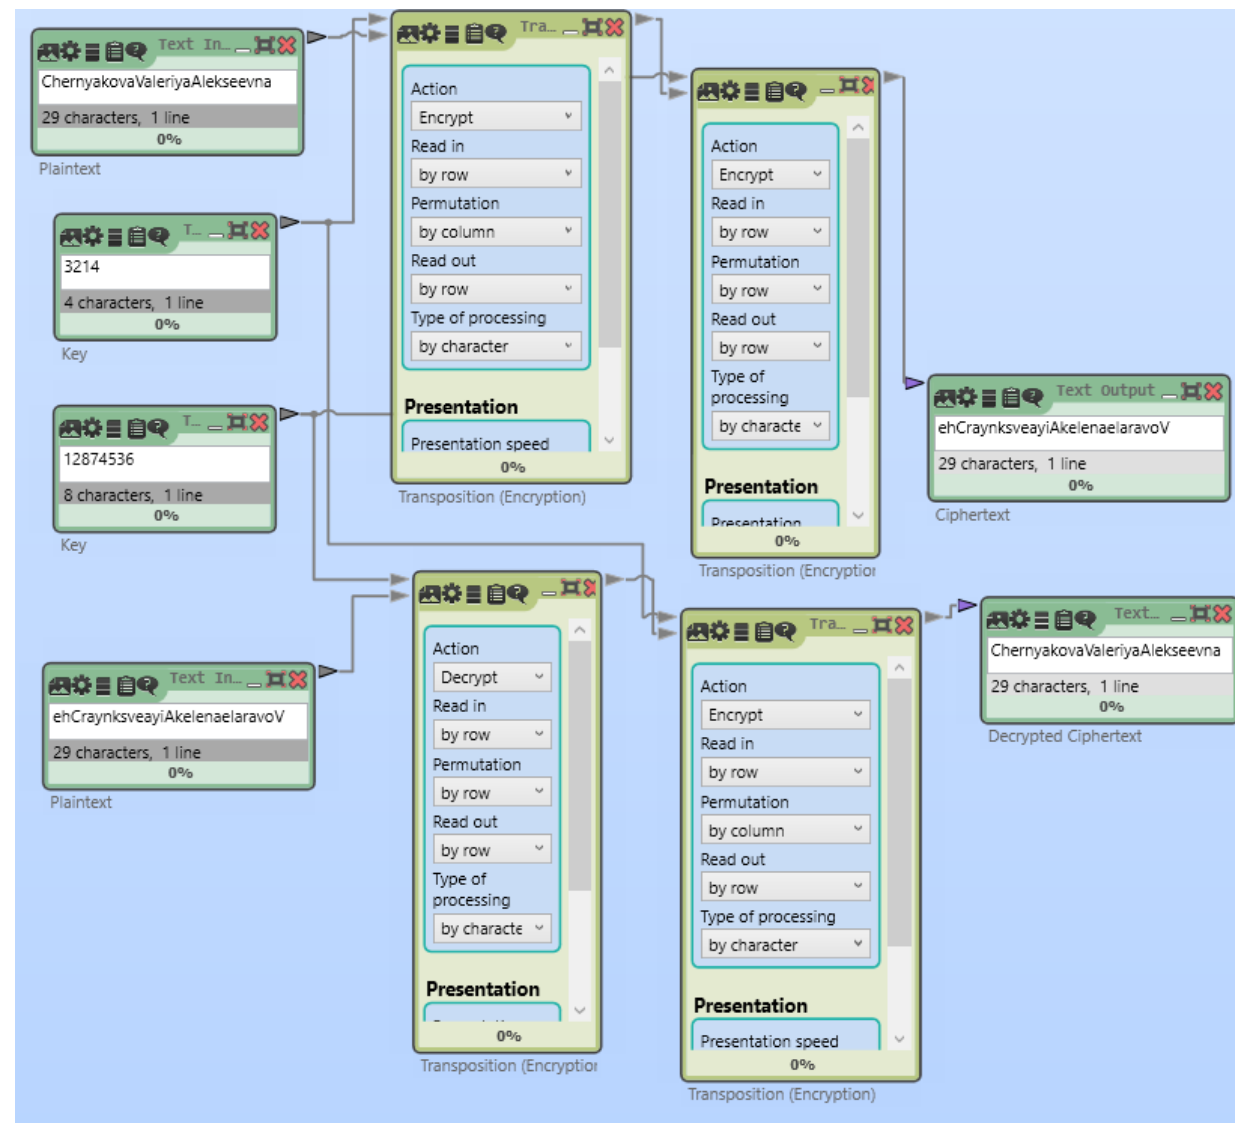 Text In…
ChernyakovaValeriyaAlekseevna
29 characters, 1 line
0%
Plaintext
T…
3214
4 characters, 1 line
0%
Key
T…
12874536
8 characters, 1 line
0%
Key
Tra…
Action
Encrypt
Read in
by row
Permutation
by column
Read out
by row
Type of processing
by character
Presentation
Presentation speed
0%
Transposition (Encryption)
Action
Encrypt
Read in
by row
Permutation
by row
Read out
by row
Type of
processing
by characte
Presentation
Presentation
0%
Transposition (Encryption
Text Output
ehCraynksveayiAkelenaelaravoV
29 characters, 1 line
0%
Ciphertext
Text In…
ehCraynksveayiAkelenaelaravoV
29 characters, 1 line
0%
Plaintext
Action
Decrypt
Read in
by row
Permutation
by row
Read out
by row
Type of
processing
by characte
Presentation
0%
Transposition (Encryption
Tra…
Action
Encrypt
Read in
by row
Permutation
by column
Read out
by row
Type of processing
by character
Presentation
Presentation speed
0%
Transposition (Encryption)
Text…
ChernyakovaValeriyaAlekseevna
29 characters, 1 line
0%
Decrypted Ciphertext